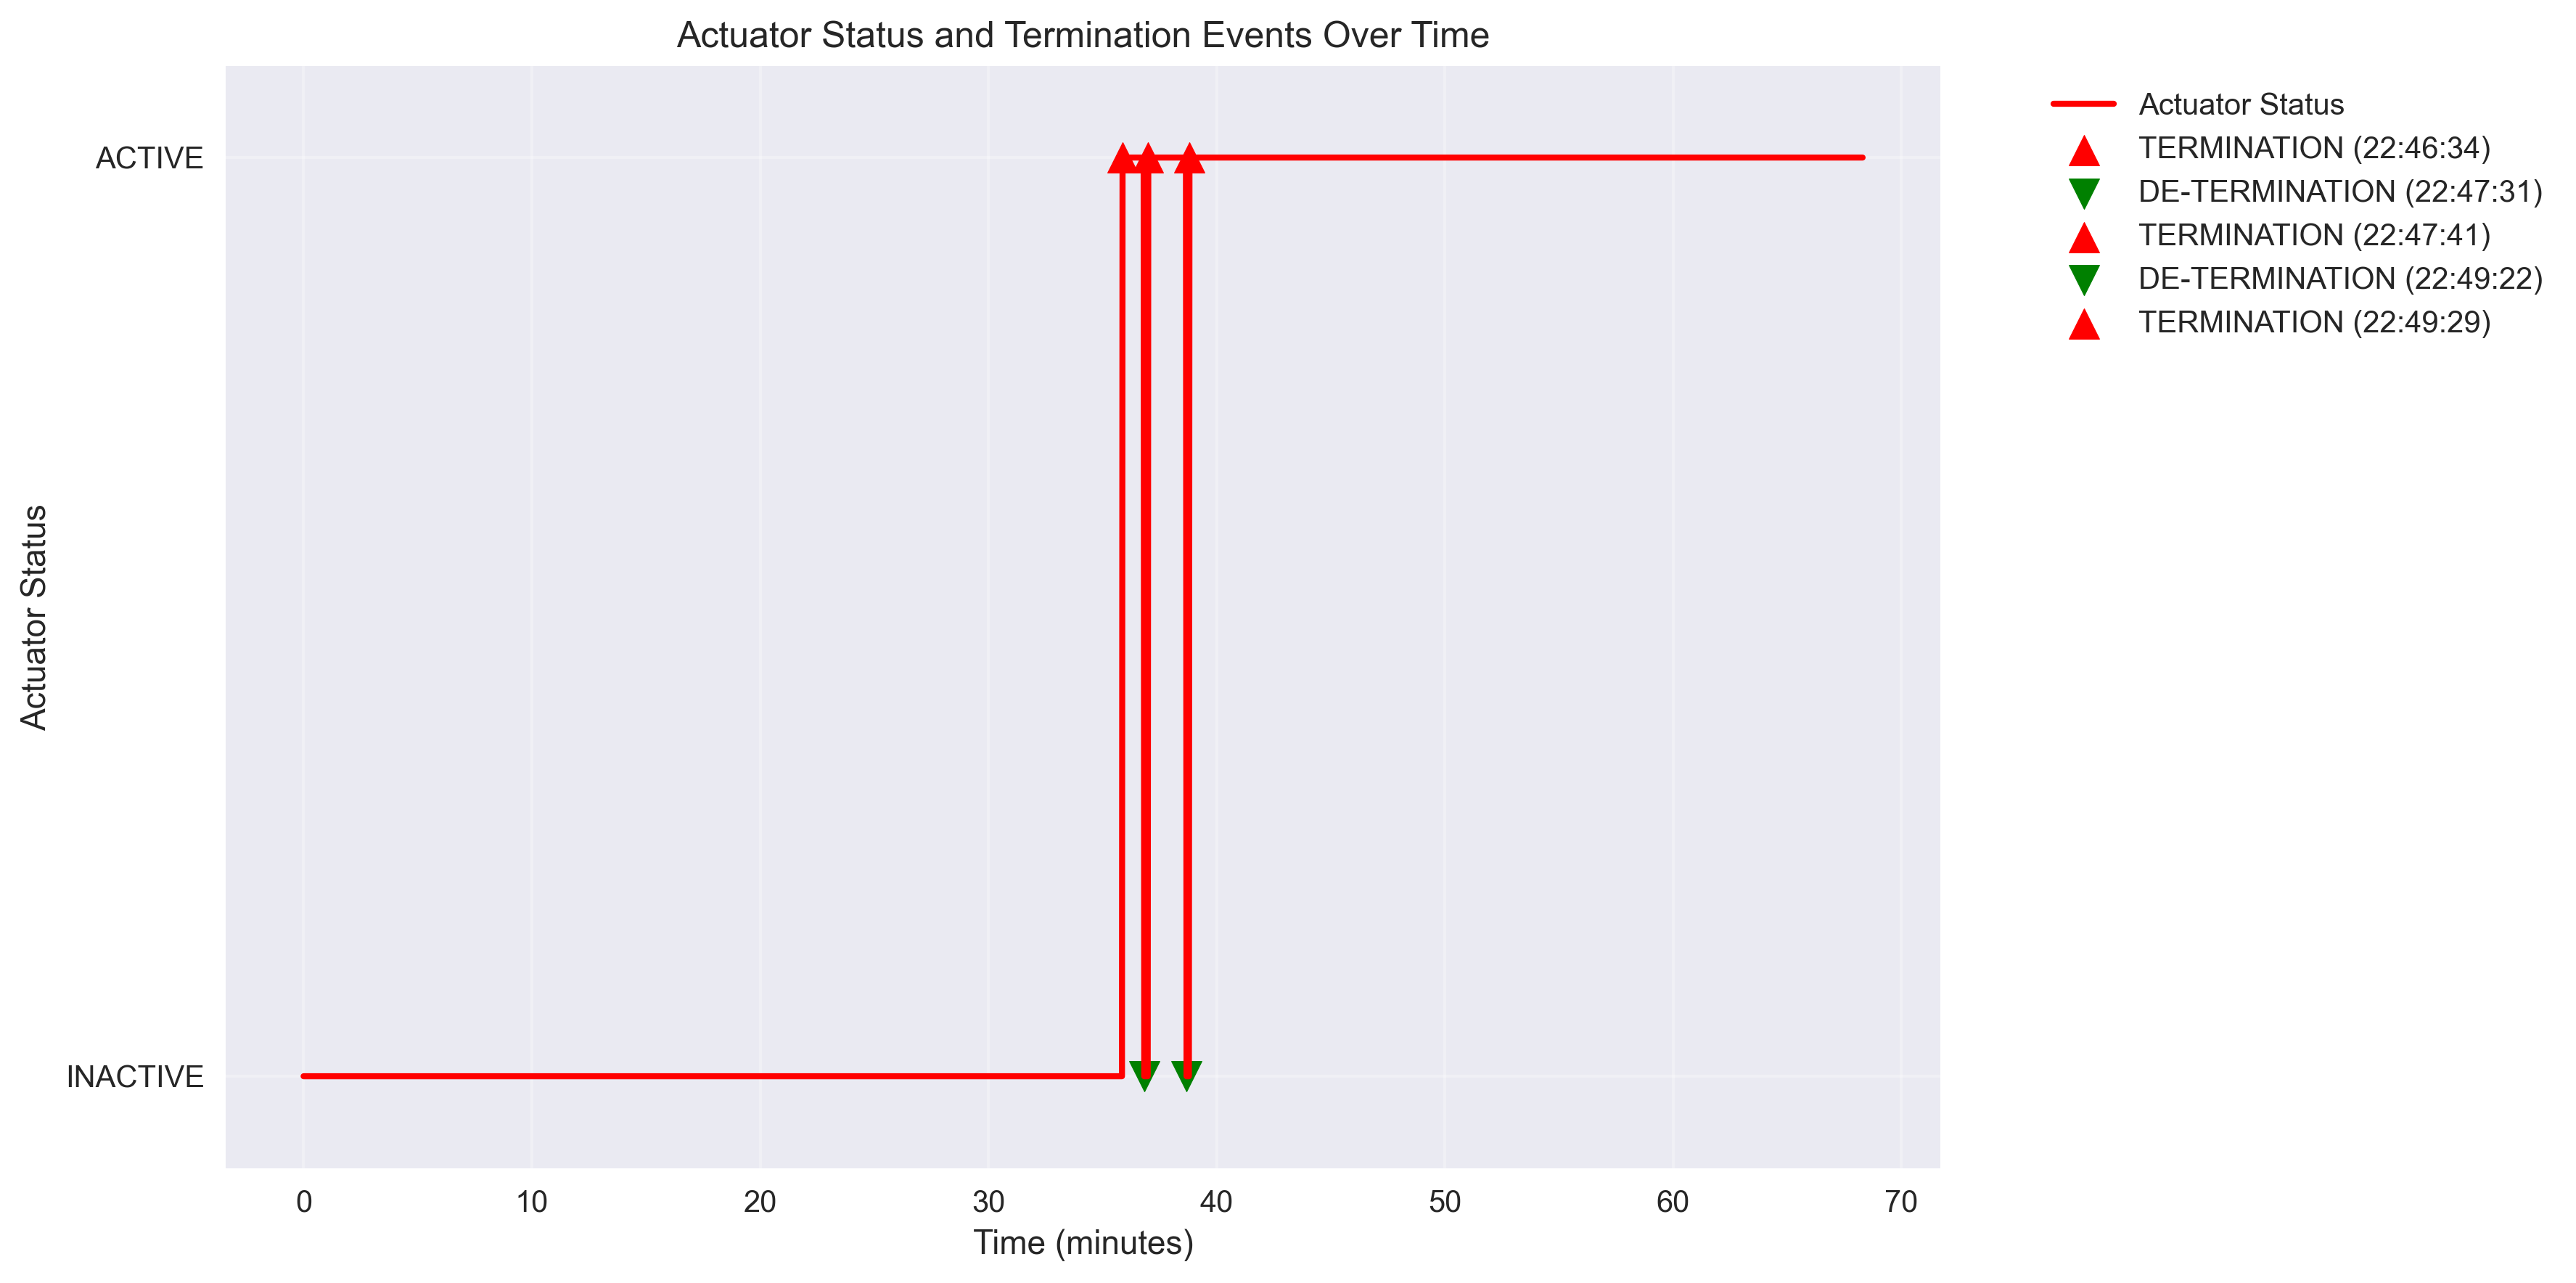 Actuator Status and Termination Events Over Time
Actuator Status
ACTIVE
INACTIVE
0 10 20 30 40 50 60 70
Time (minutes)
Actuator Status
TERMINATION (22:46:34)
DE-TERMINATION (22:47:31)
TERMINATION (22:47:41)
DE-TERMINATION (22:49:22)
TERMINATION (22:49:29)